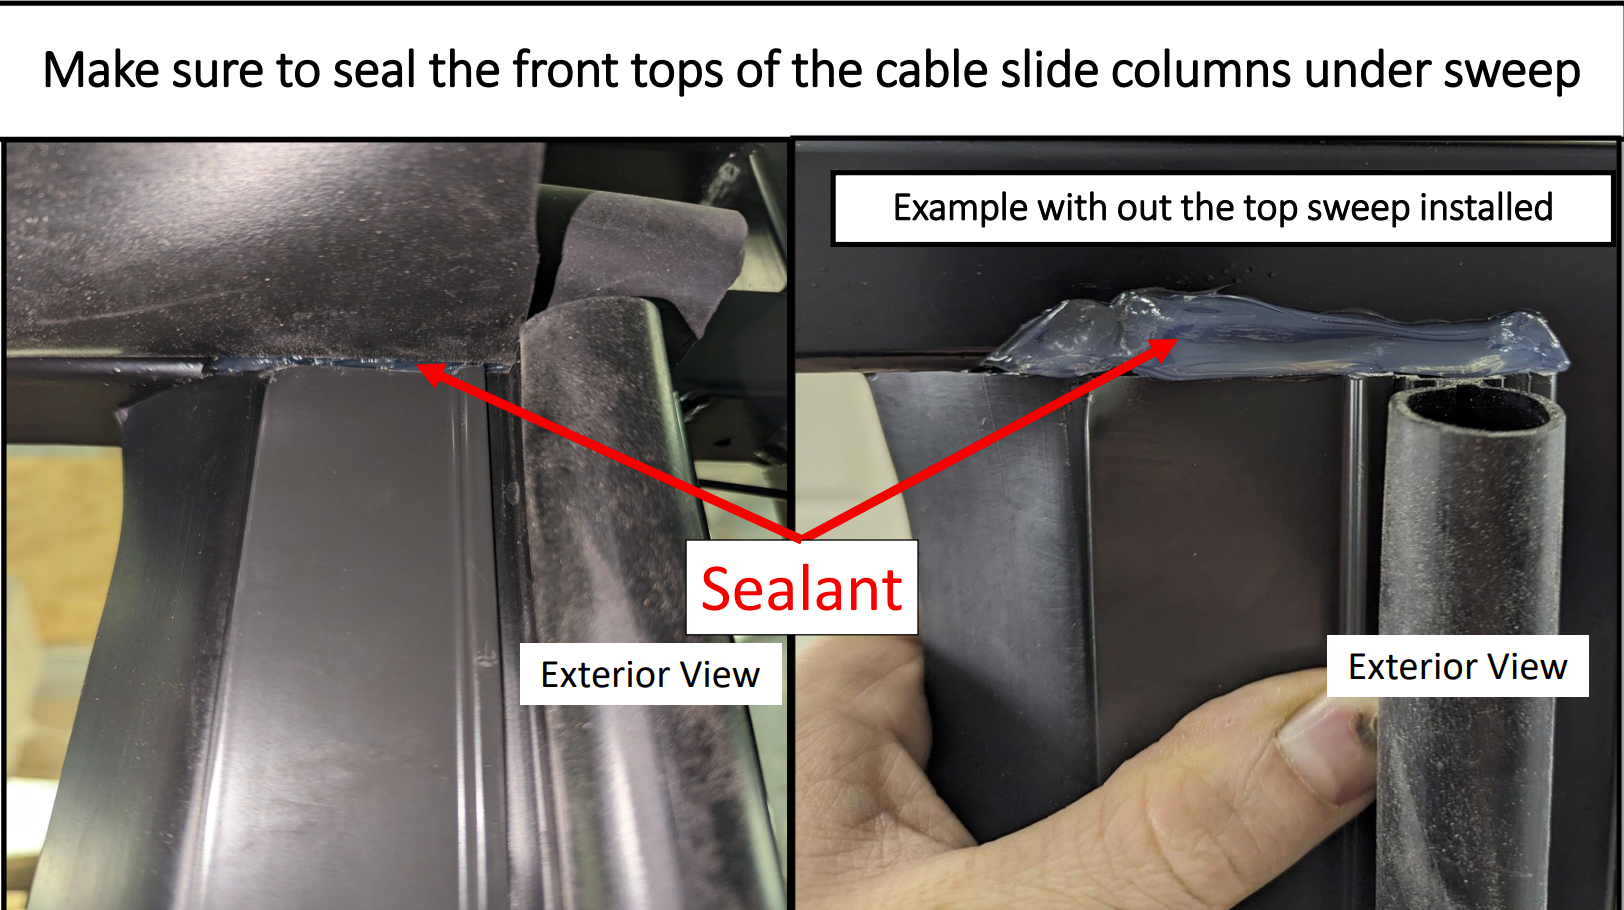 Make sure to seal the front tops of the cable slide columns under sweep
Example with out the top sweep installed
Sealant
Exterior View
Exterior View